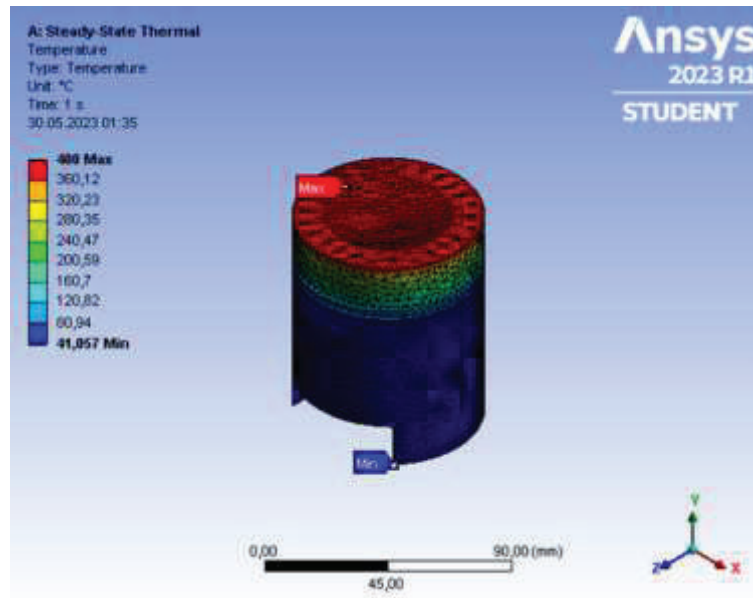 A: Steady-State Thermal
Temperature
Type: Temperature
Unit: °C
Time: 1 s
30.05.2023 01:35
Ansys
2023 R1
STUDENT
400 Max
360,12
320,23
280,35
240,47
200,59
160,7
120,82
80,94
41,057 Min
Max
Min
0,00
90,00 (mm)
45,00
Y
Z
X